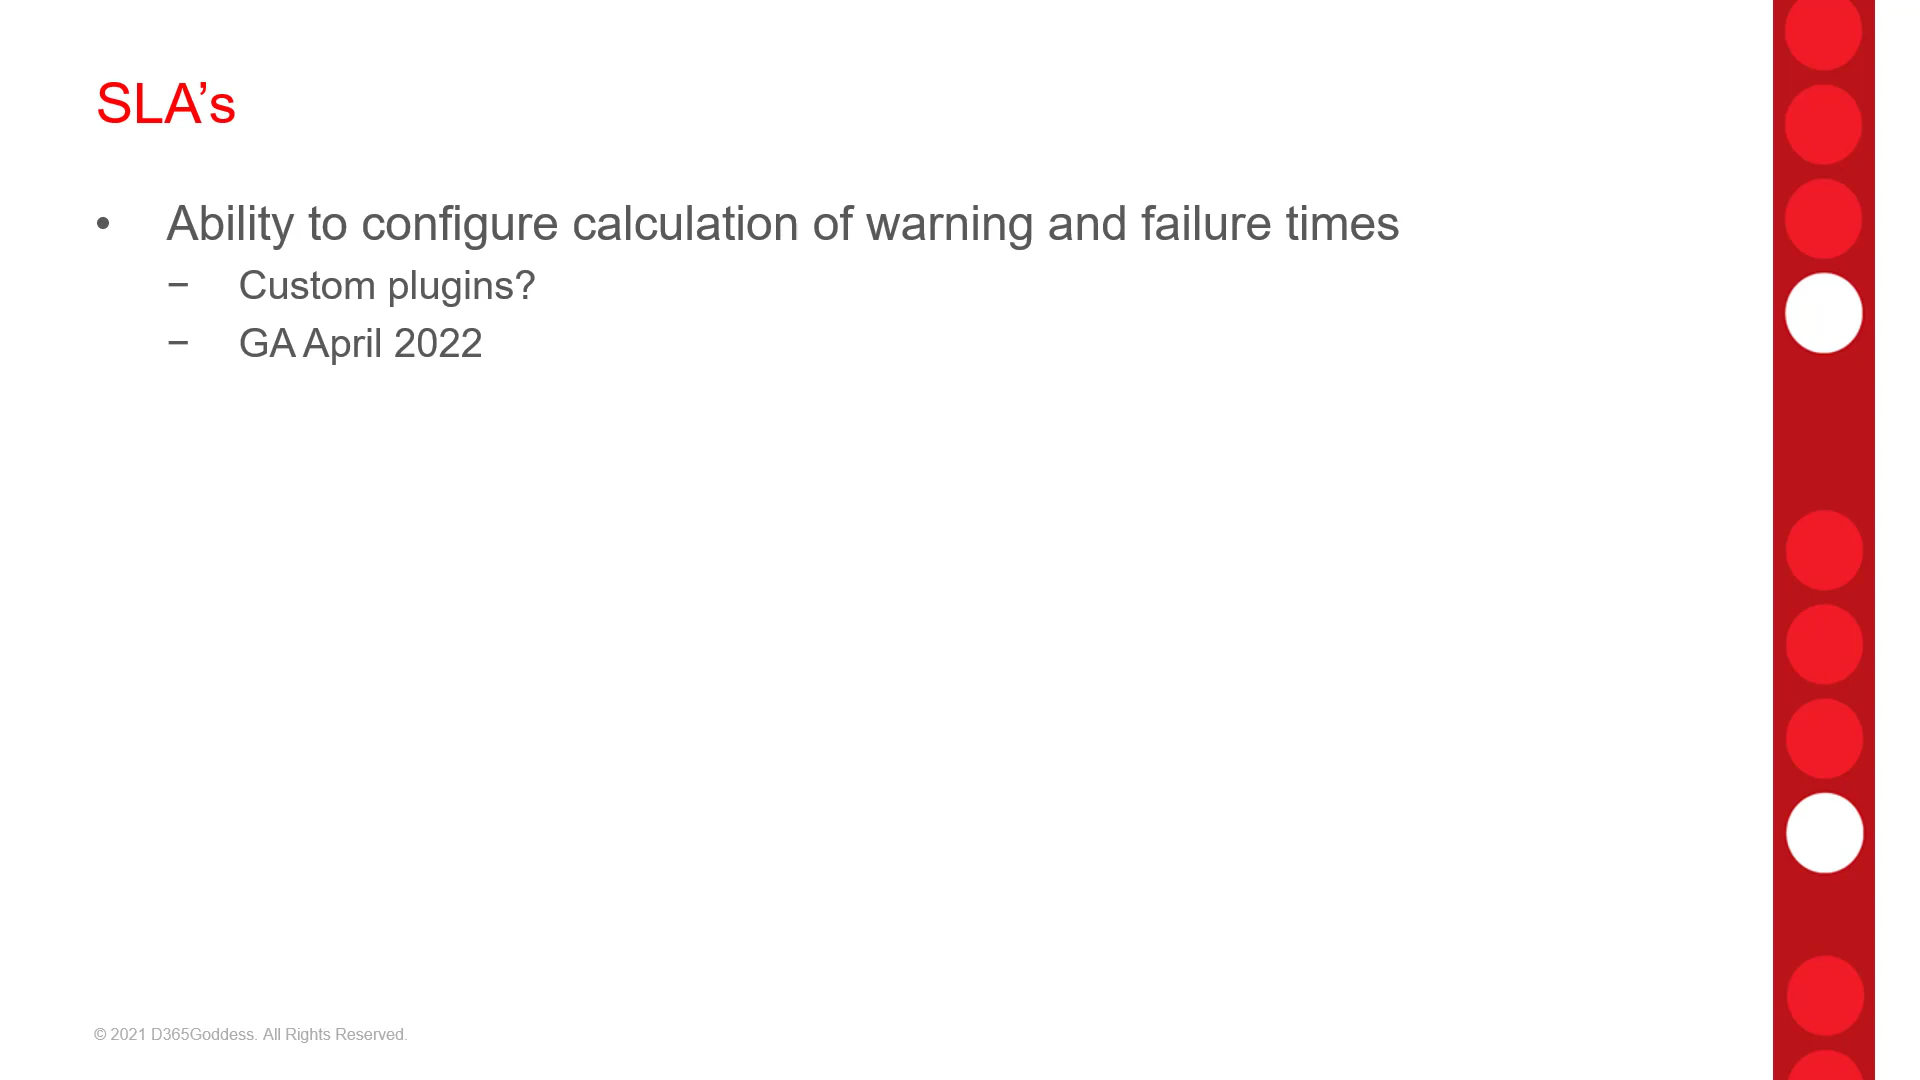 SLA’s
• Ability to configure calculation of warning and failure times
– Custom plugins?
– GA April 2022
© 2021 D365Goddess. All Rights Reserved.